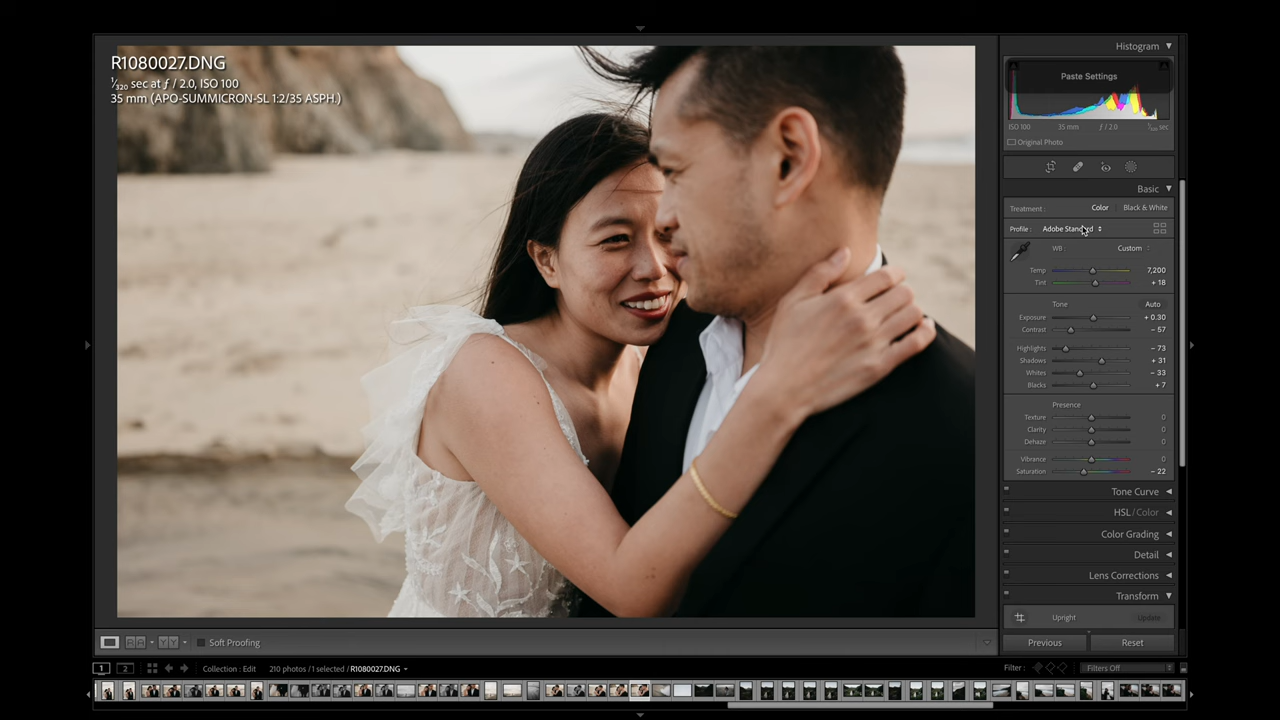 R1080027.DNG
1/320 sec at ƒ / 2.0, ISO 100
35 mm (APO-SUMMICRON-SL 1:2/35 ASPH.)
Histogram
Paste Settings
ISO 100 35 mm ƒ / 2.0 sec
Original Photo
Basic
Treatment : Color Black & White
Profile : Adobe Standard
WB : Custom
Temp 7,200
Tint + 18
Tone Auto
Exposure + 0.30
Contrast – 57
Highlights – 73
Shadows + 31
Whites – 33
Blacks + 7
Presence
Texture 0
Clarity 0
Dehaze 0
Vibrance 0
Saturation – 22
Tone Curve
HSL / Color
Color Grading
Detail
Lens Corrections
Transform
Upright Update
Soft Proofing
Previous Reset
1 2 Collection : Edit 210 photos / 1 selected / R1080027.DNG Filter : Filters Off